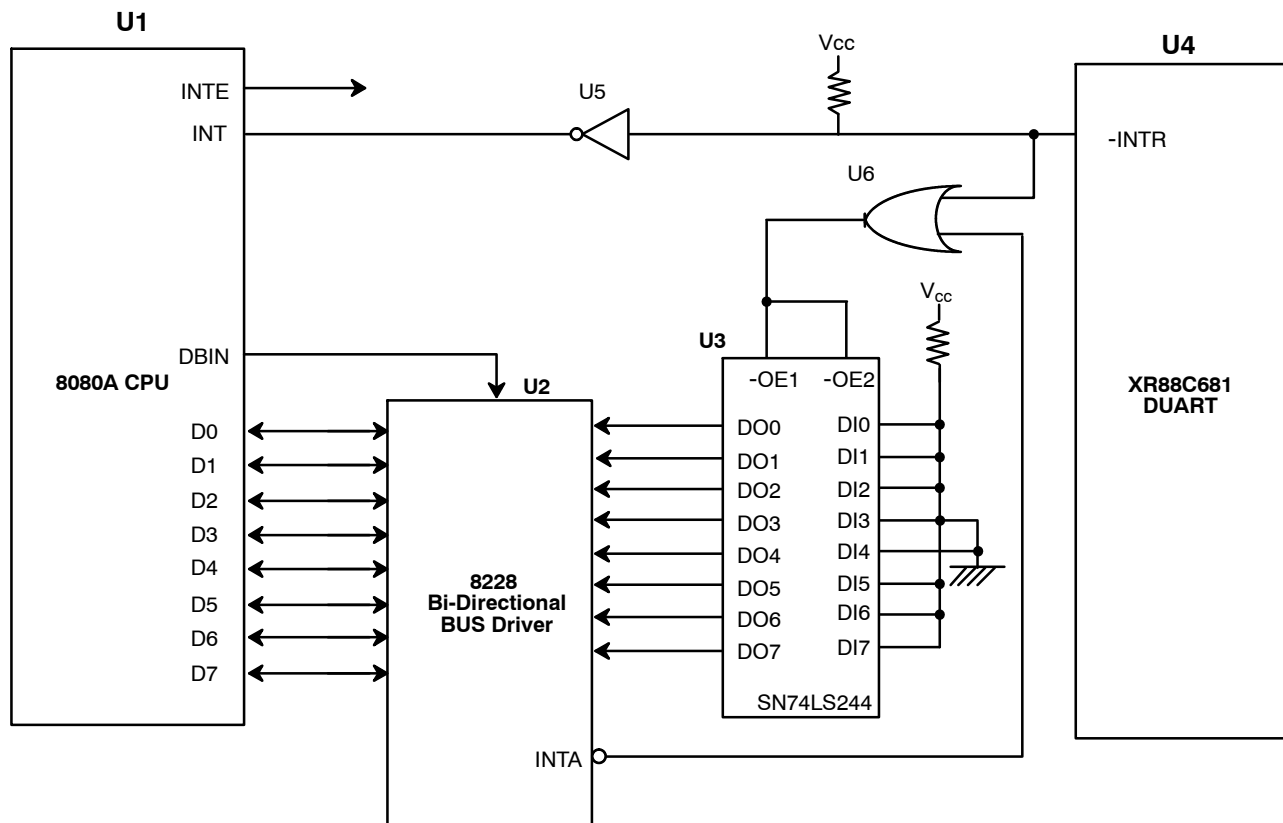 U1
INTE
INT
DBIN
8080A CPU
D0
D1
D2
D3
D4
D5
D6
D7
U5
Vcc
U4
-INTR
U6
XR88C681
DUART
U2
8228
Bi-Directional
BUS Driver
INTA
U3
Vcc
-OE1 -OE2
DO0 DI0
DO1 DI1
DO2 DI2
DO3 DI3
DO4 DI4
DO5 DI5
DO6 DI6
DO7 DI7
SN74LS244